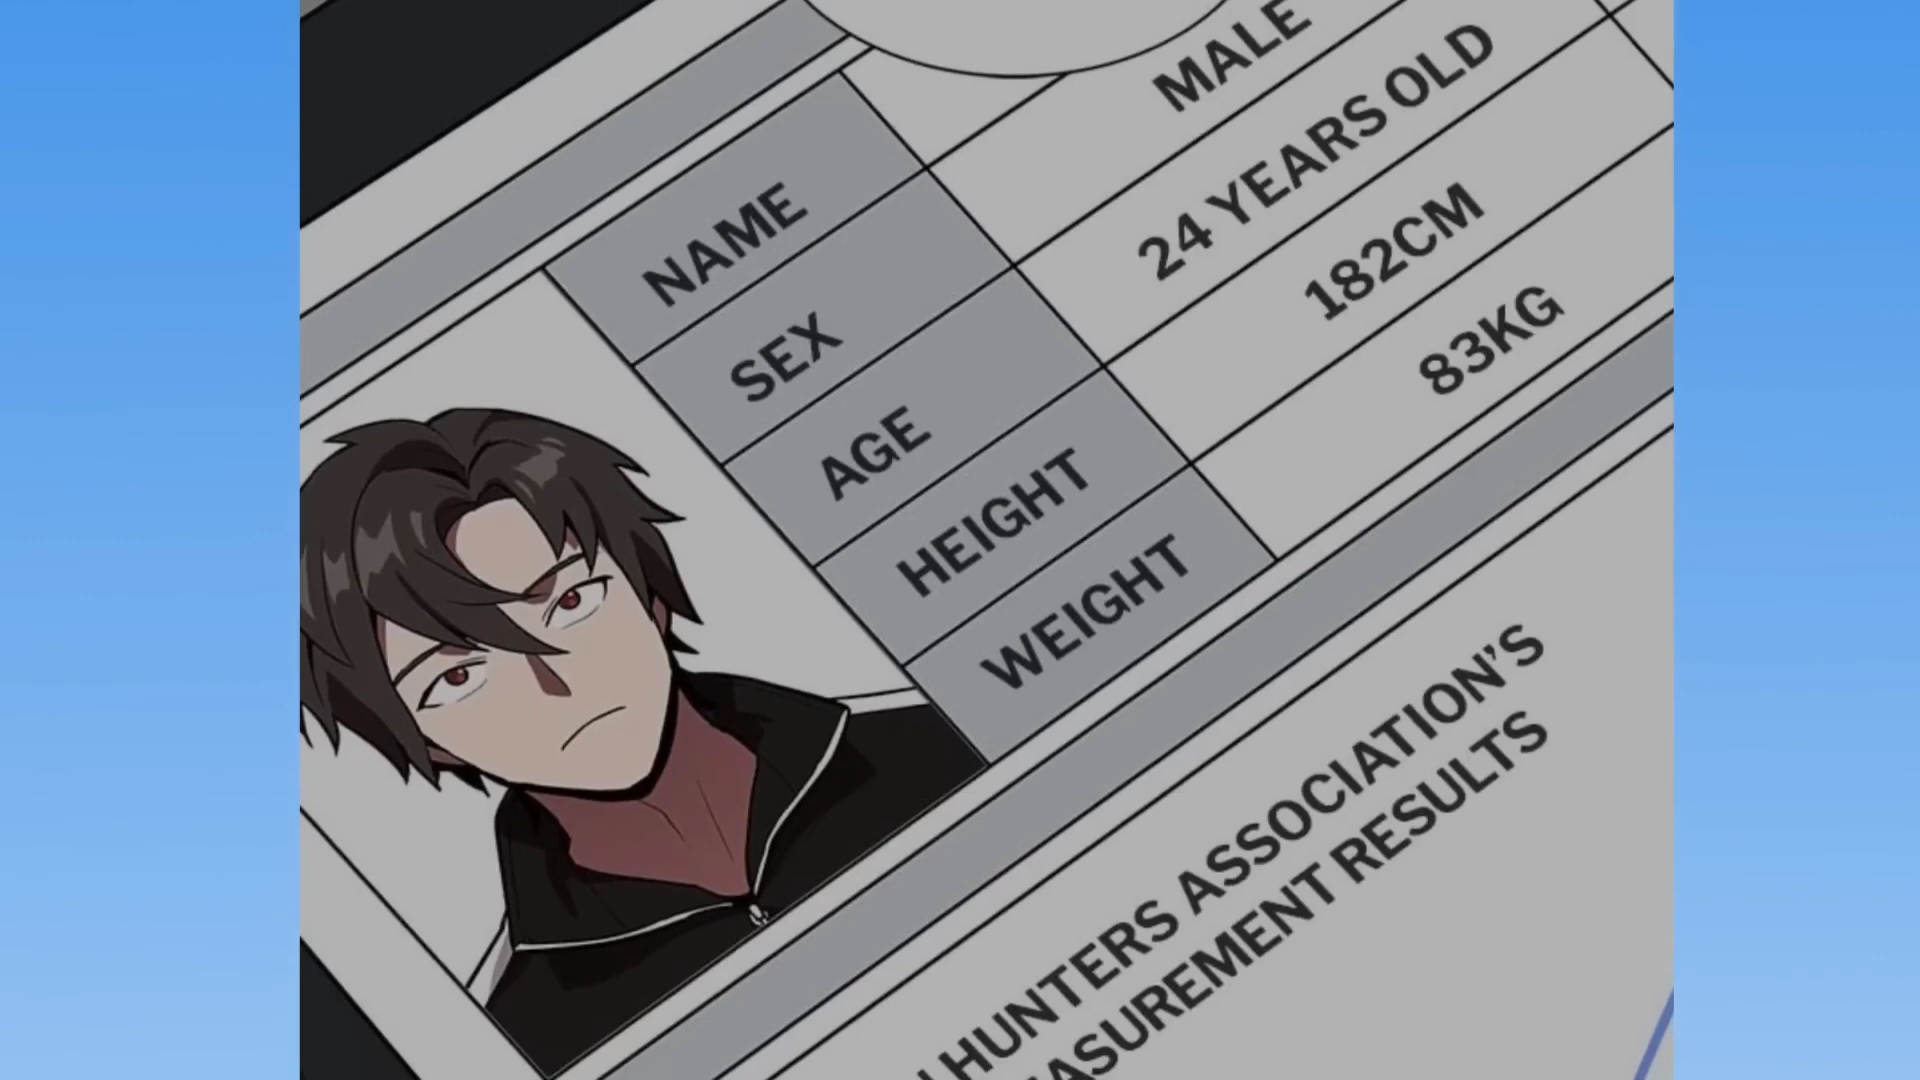 NAME
SEX MALE
AGE 24 YEARS OLD
HEIGHT 182CM
WEIGHT 83KG
HUNTERS ASSOCIATION'S
MEASUREMENT RESULTS